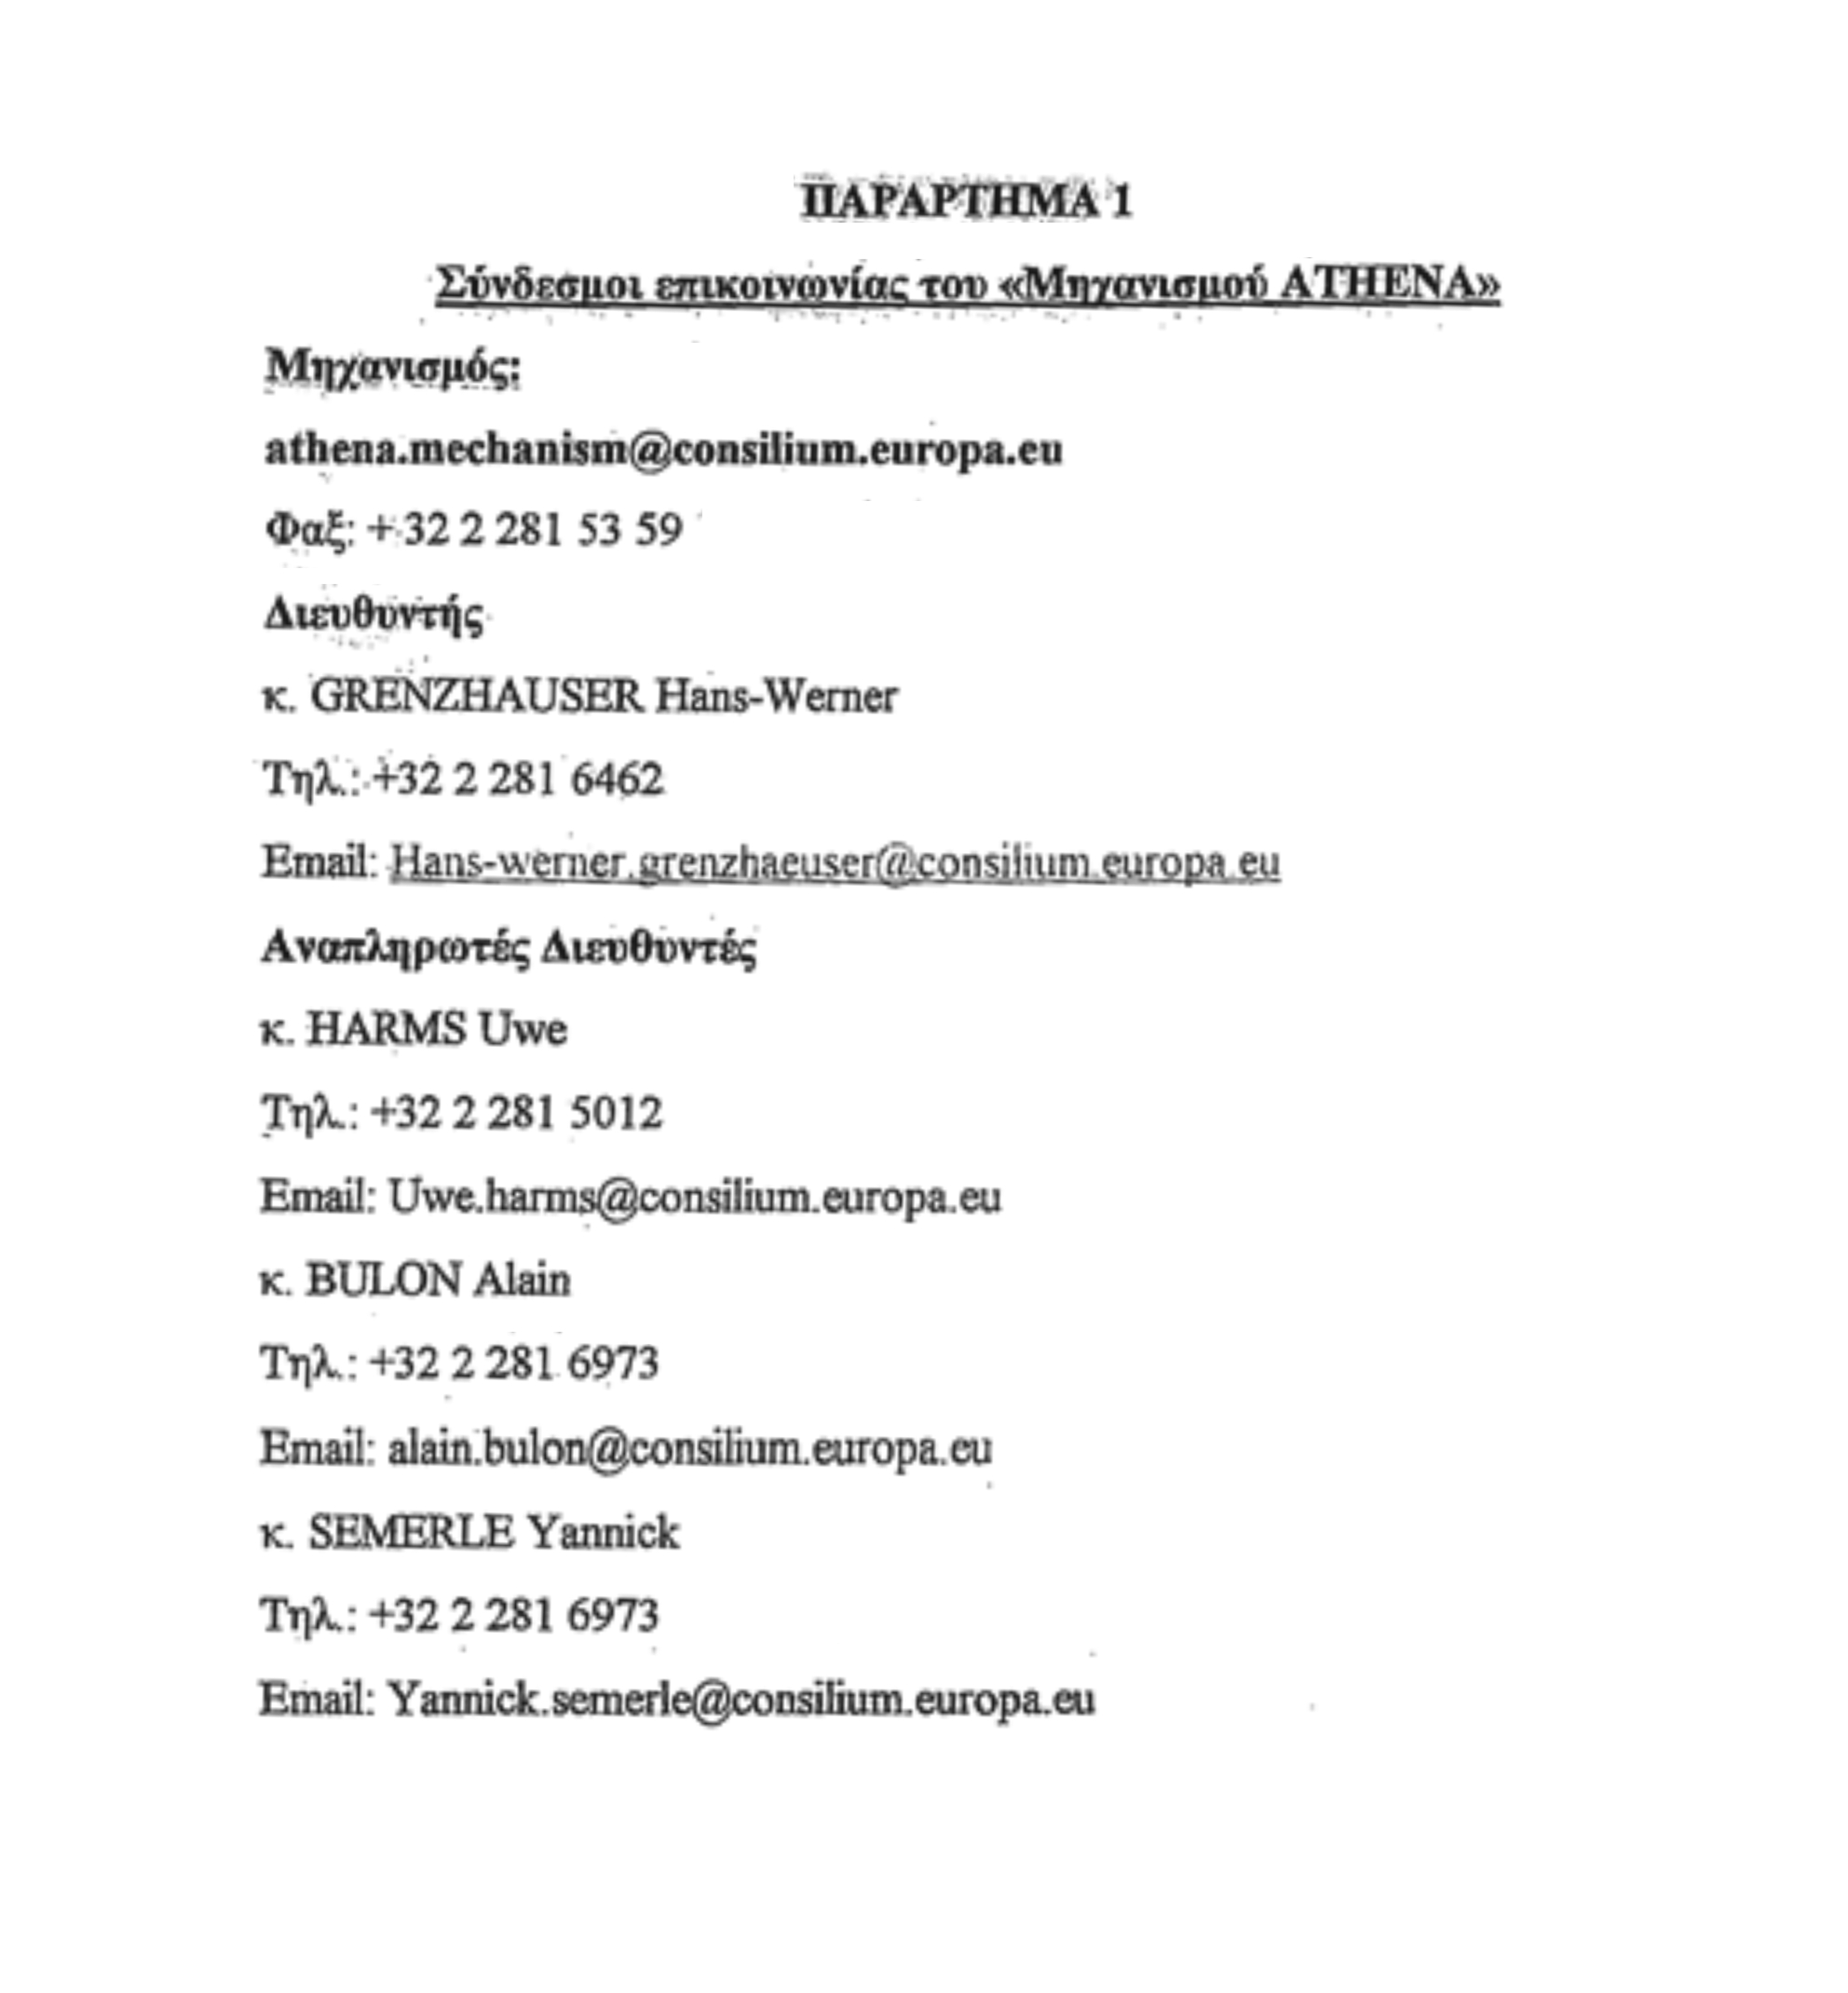 ΠΑΡΑΡΤΗΜΑ 1
Σύνδεσμοι επικοινωνίας του «Μηχανισμού ATHENA»
Μηχανισμός:
athena.mechanism@consilium.europa.eu
Φαξ: + 32 2 281 53 59
Διευθυντής
κ. GRENZHAUSER Hans-Werner
Τηλ.: +32 2 281 6462
Email: Hans-werner.grenzhaeuser@consilium.europa.eu
Αναπληρωτές Διευθυντές
κ. HARMS Uwe
Τηλ.: +32 2 281 5012
Email: Uwe.harms@consilium.europa.eu
κ. BULON Alain
Τηλ.: +32 2 281 6973
Email: alain.bulon@consilium.europa.eu
κ. SEMERLE Yannick
Τηλ.: +32 2 281 6973
Email: Yannick.semerle@consilium.europa.eu